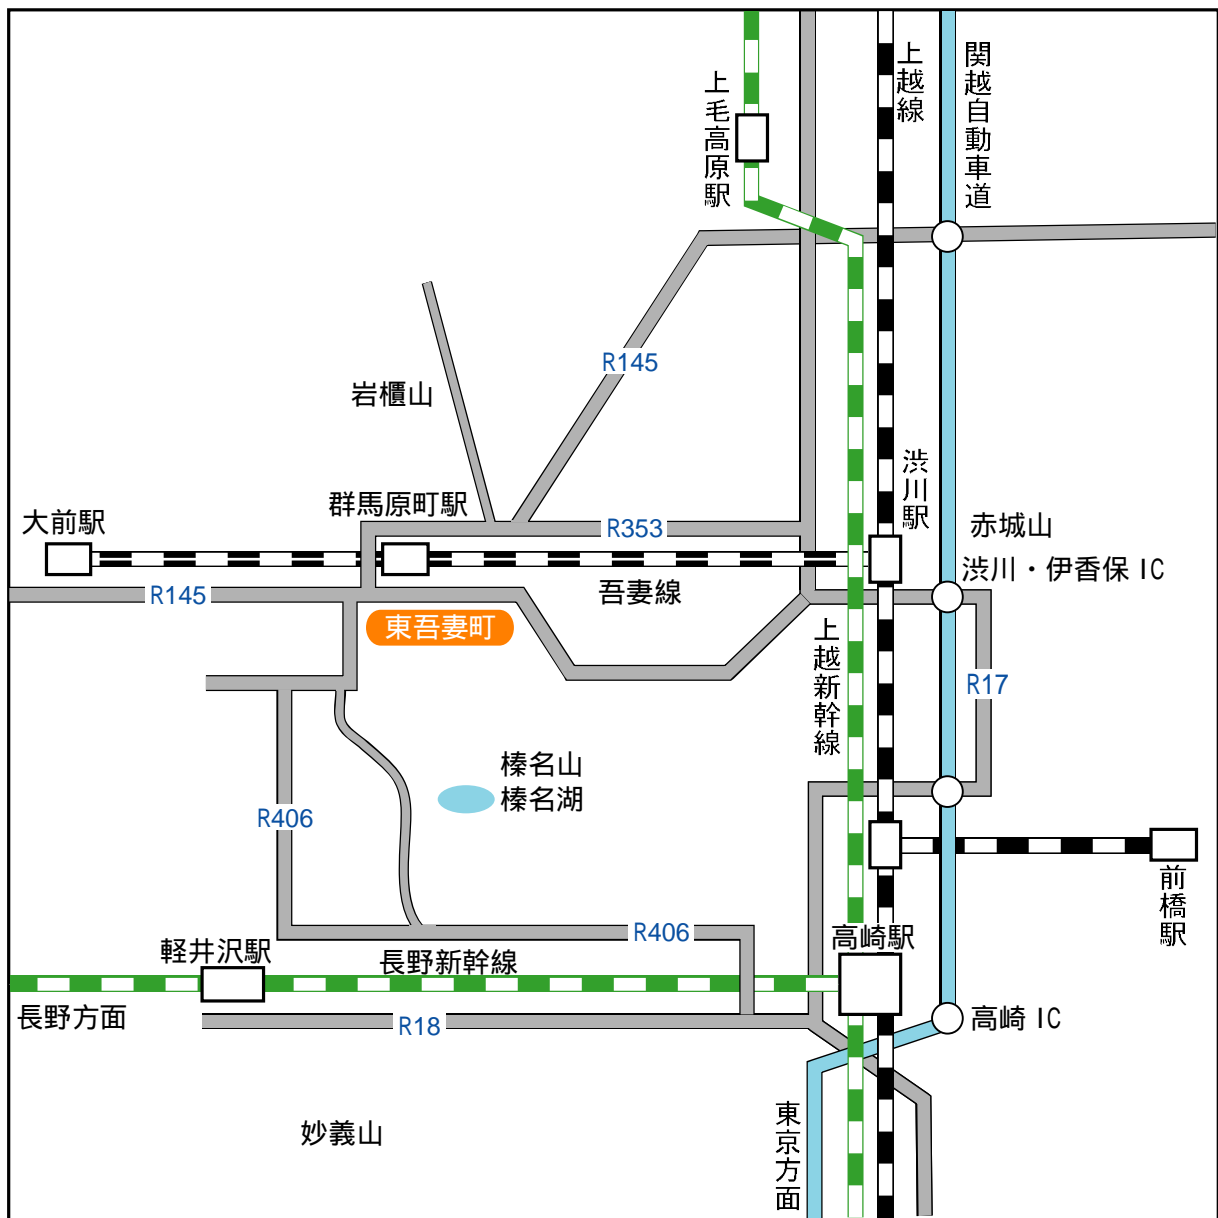 上越線
関越自動車道
上毛高原駅
R145
岩櫃山
渋川駅
群馬原町駅
大前駅
R353
赤城山
渋川・伊香保 IC
吾妻線
R145
東吾妻町
上越新幹線
R17
榛名山
榛名湖
R406
前橋駅
R406
高崎駅
軽井沢駅
長野新幹線
長野方面
R18
高崎 IC
東京方面
妙義山